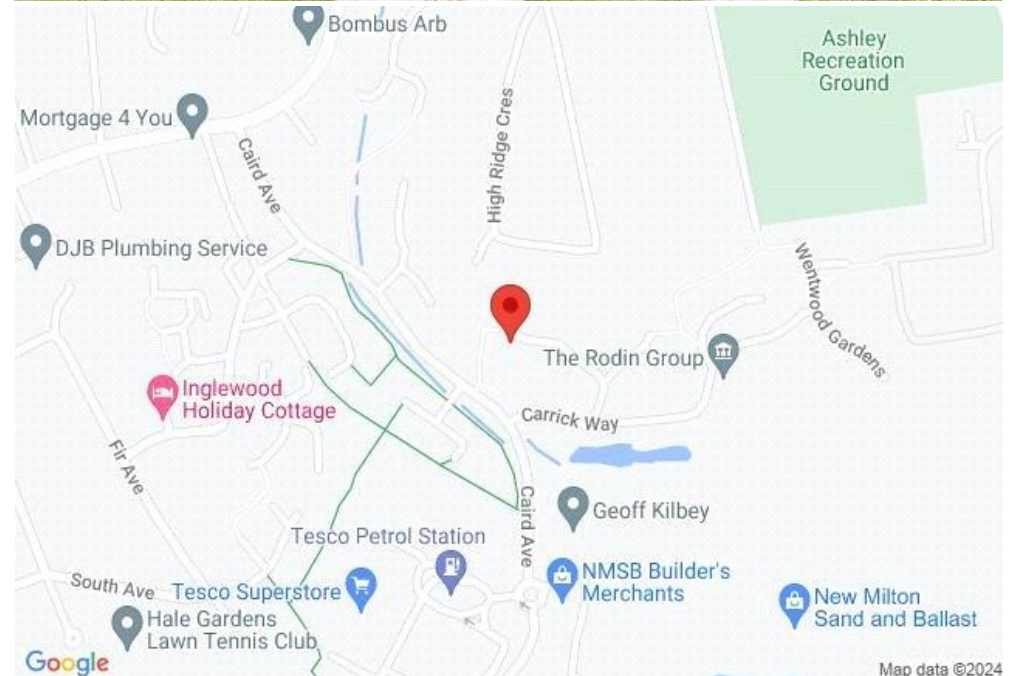 Bombus Arb
Ashley
Recreation
Ground
Mortgage 4 You
Caird Ave
High Ridge Cres
DJB Plumbing Service
Wentwood Gardens
The Rodin Group
Inglewood
Holiday Cottage
Carrick Way
Fir Ave
Caird Ave
Geoff Kilbey
Tesco Petrol Station
NMSB Builder's
Merchants
South Ave
Tesco Superstore
New Milton
Sand and Ballast
Hale Gardens
Lawn Tennis Club
Google
Map data ©2024